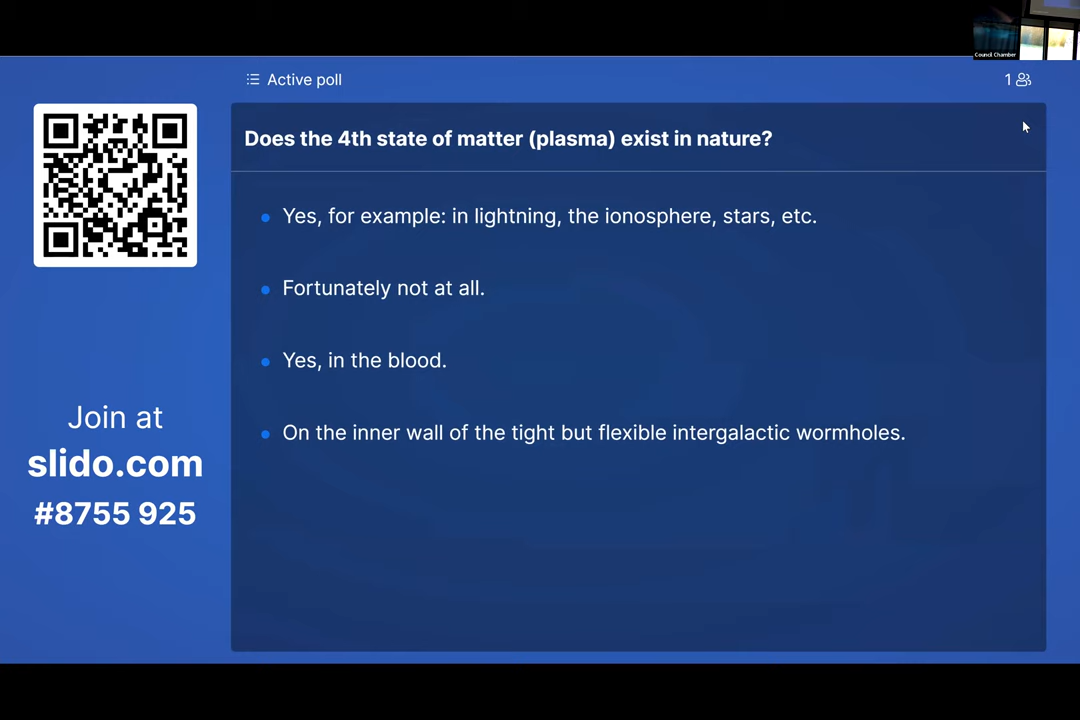 Council Chamber
Active poll
1
Does the 4th state of matter (plasma) exist in nature?
Yes, for example: in lightning, the ionosphere, stars, etc.
Fortunately not at all.
Yes, in the blood.
On the inner wall of the tight but flexible intergalactic wormholes.
Join at
slido.com
#8755 925